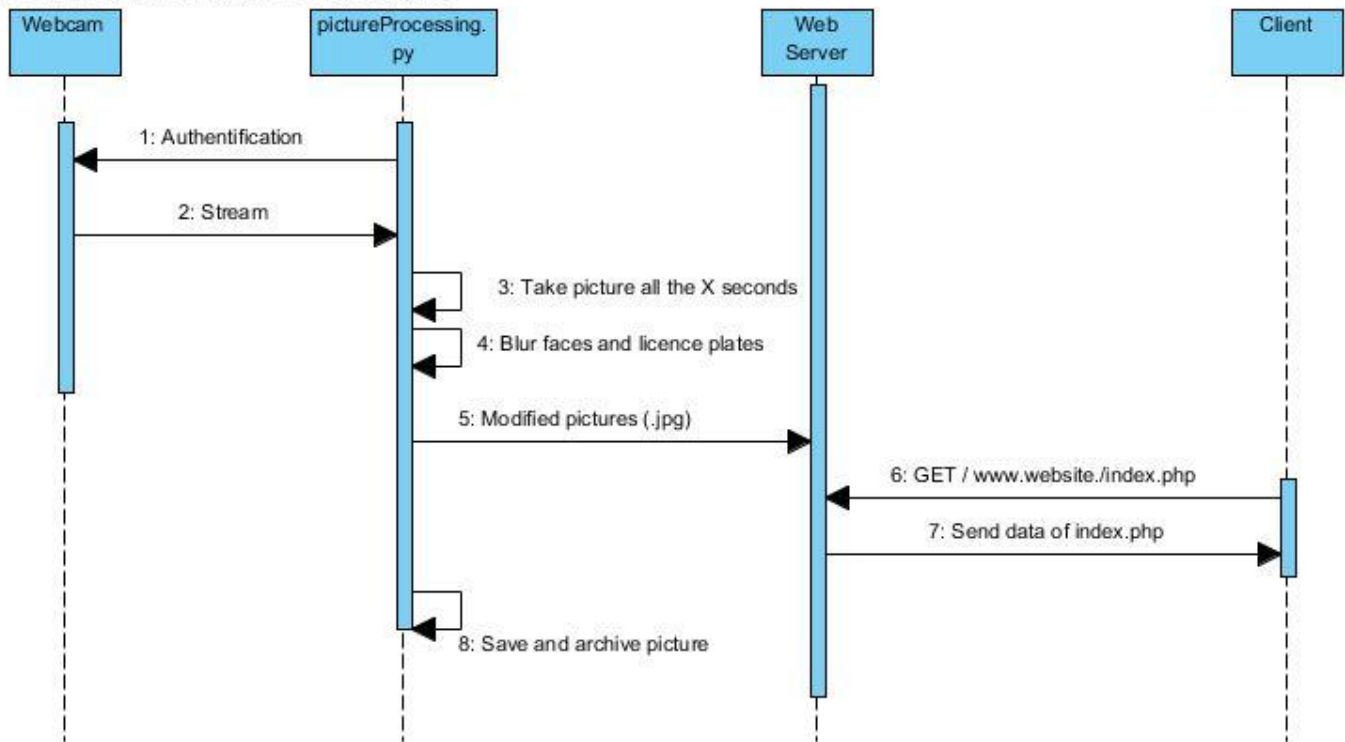 Webcam
pictureProcessing.
py
Web
Server
Client
1: Authentification
2: Stream
3: Take picture all the X seconds
4: Blur faces and licence plates
5: Modified pictures (.jpg)
6: GET / www.website./index.php
7: Send data of index.php
8: Save and archive picture